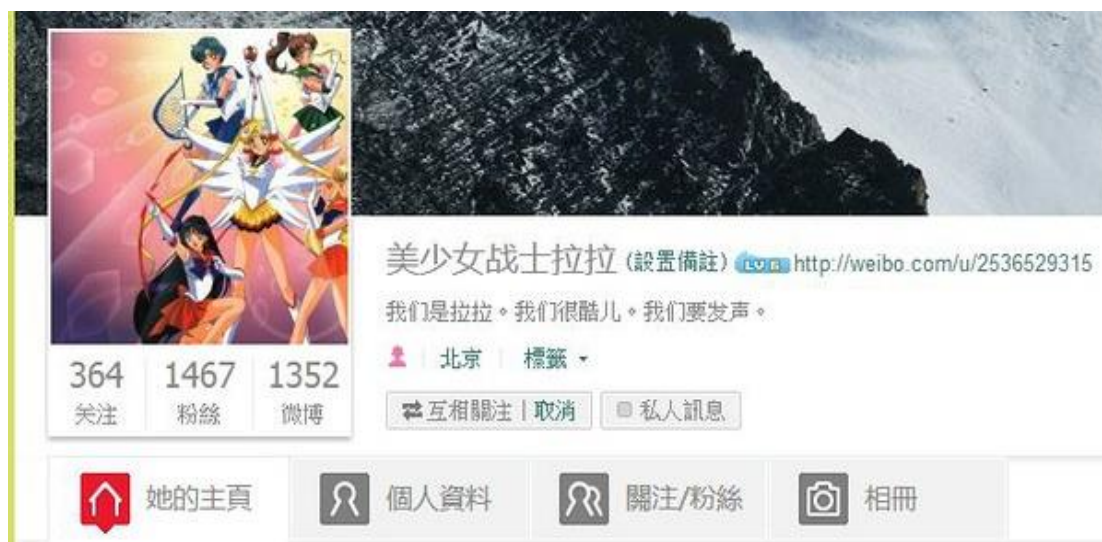 美少女战士拉拉 (設置備註) http://weibo.com/u/2536529315
我们是拉拉。我们很酷儿。我们要发声。
北京 標籤
364 1467 1352
关注 粉絲 微博
互相關注 | 取消 私人訊息
她的主頁 個人資料 關注/粉絲 相冊